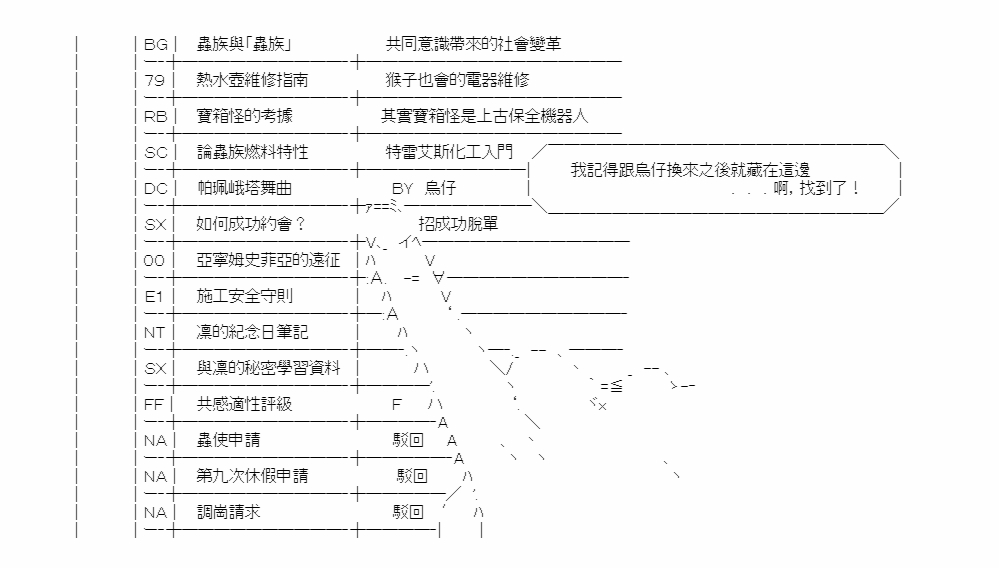 BG 蟲族與「蟲族」 共同意識帶來的社會變革
79 熱水壺維修指南 猴子也會的電器維修
RB 寶箱怪的考據 其實寶箱怪是上古保全機器人
SC 論蟲族燃料特性 特雷艾斯化工入門
我記得跟烏仔換來之後就藏在這邊
．．．啊, 找到了！
DC 帕珮峨塔舞曲 BY 烏仔
SX 如何成功約會？ 招成功脫單
00 亞寧姆史菲亞的遠征
E1 施工安全守則
NT 凛的紀念日筆記
SX 與凛的秘密學習資料
FF 共感適性評級 F
NA 蟲使申請 駁回
NA 第九次休假申請 駁回
NA 調崗請求 駁回